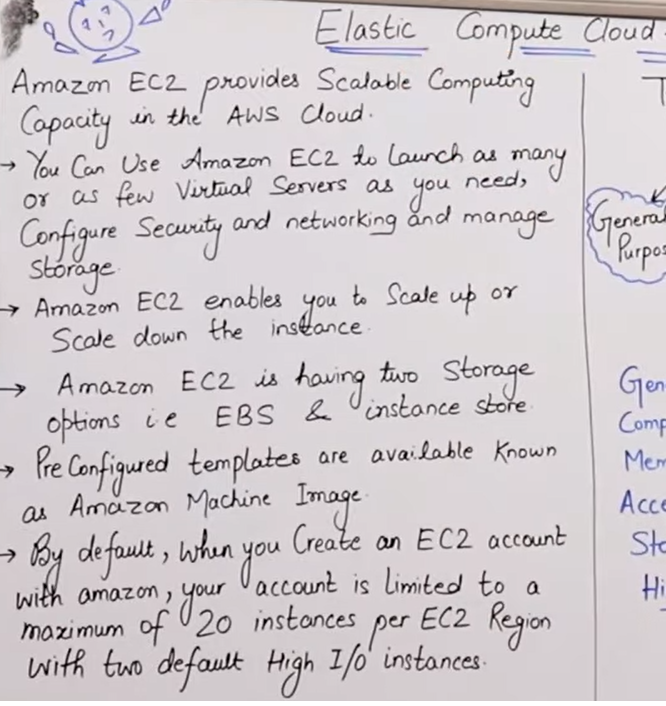 Elastic Compute Cloud
Amazon EC2 provides Scalable Computing
Capacity in the AWS Cloud.
→ You Can Use Amazon EC2 to launch as many
or as few Virtual Servers as you need,
Configure Security and networking and manage
Storage.
→ Amazon EC2 enables you to Scale up or
Scale down the instance.
→ Amazon EC2 is having two Storage
options i e EBS & instance store.
→ Pre Configured templates are available Known
as Amazon Machine Image.
→ By default, when you Create an EC2 account
with amazon, your account is limited to a
maximum of 20 instances per EC2 Region
with two default High I/O instances.
T
General
Purpos
Gen
Comp
Mem
Acce
Sto
Hi